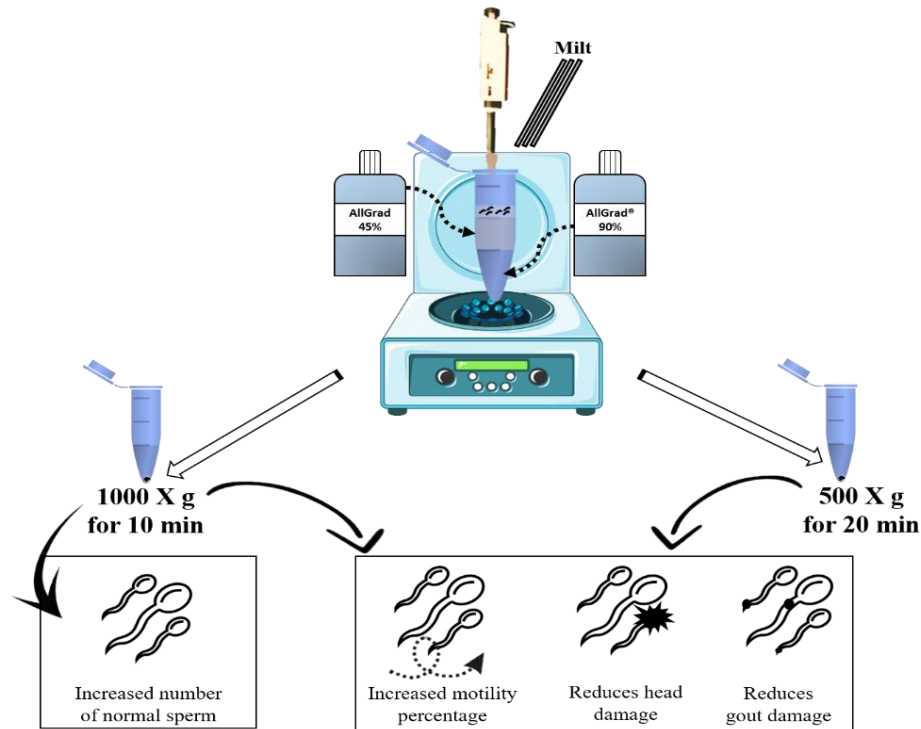 Milt
AllGrad
45%
AllGrad®
90%
1000 X g
for 10 min
500 X g
for 20 min
Increased number
of normal sperm
Increased motility
percentage
Reduces head
damage
Reduces
gout damage